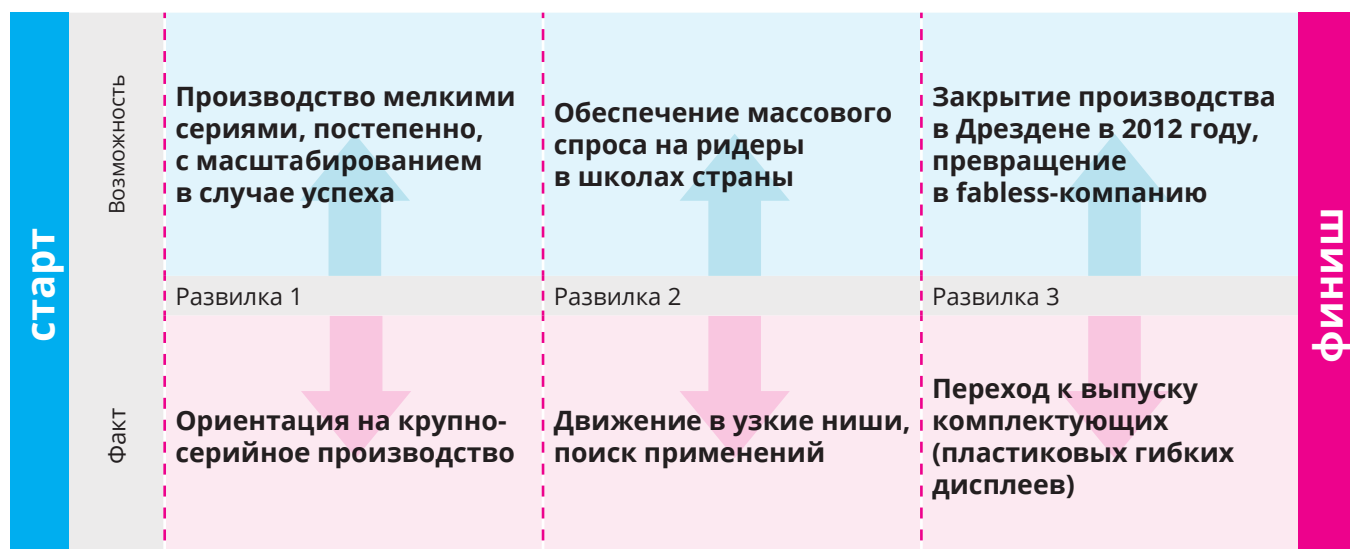 старт
Возможность
Производство мелкими
сериями, постепенно,
с масштабированием
в случае успеха
Обеспечение массового
спроса на ридеры
в школах страны
Закрытие производства
в Дрездене в 2012 году,
превращение
в fabless-компанию
Развилка 1
Развилка 2
Развилка 3
Факт
Ориентация на крупно-
серийное производство
Движение в узкие ниши,
поиск применений
Переход к выпуску
комплектующих
(пластиковых гибких
дисплеев)
финиш